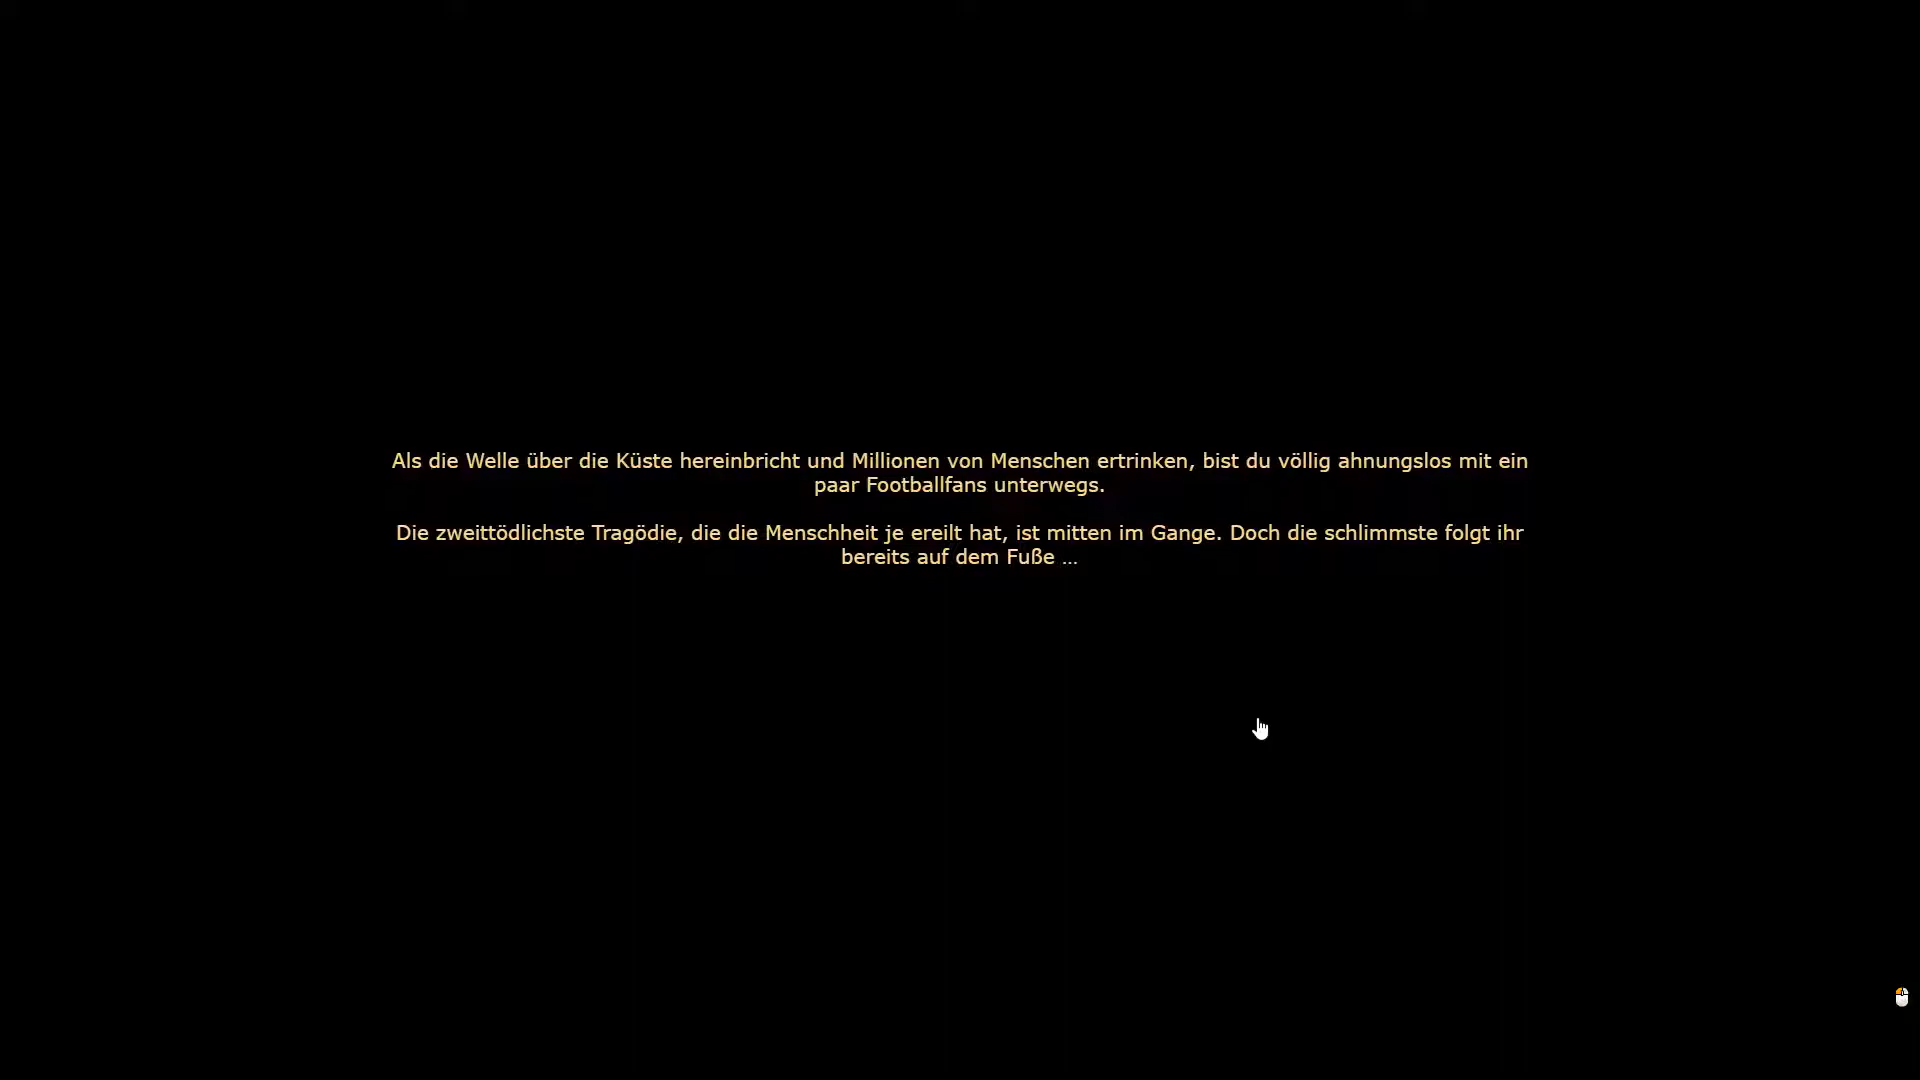 Als die Welle über die Küste hereinbricht und Millionen von Menschen ertrinken, bist du völlig ahnungslos mit ein
paar Footballfans unterwegs.
Die zweittödlichste Tragödie, die die Menschheit je ereilt hat, ist mitten im Gange. Doch die schlimmste folgt ihr
bereits auf dem Fuße ...